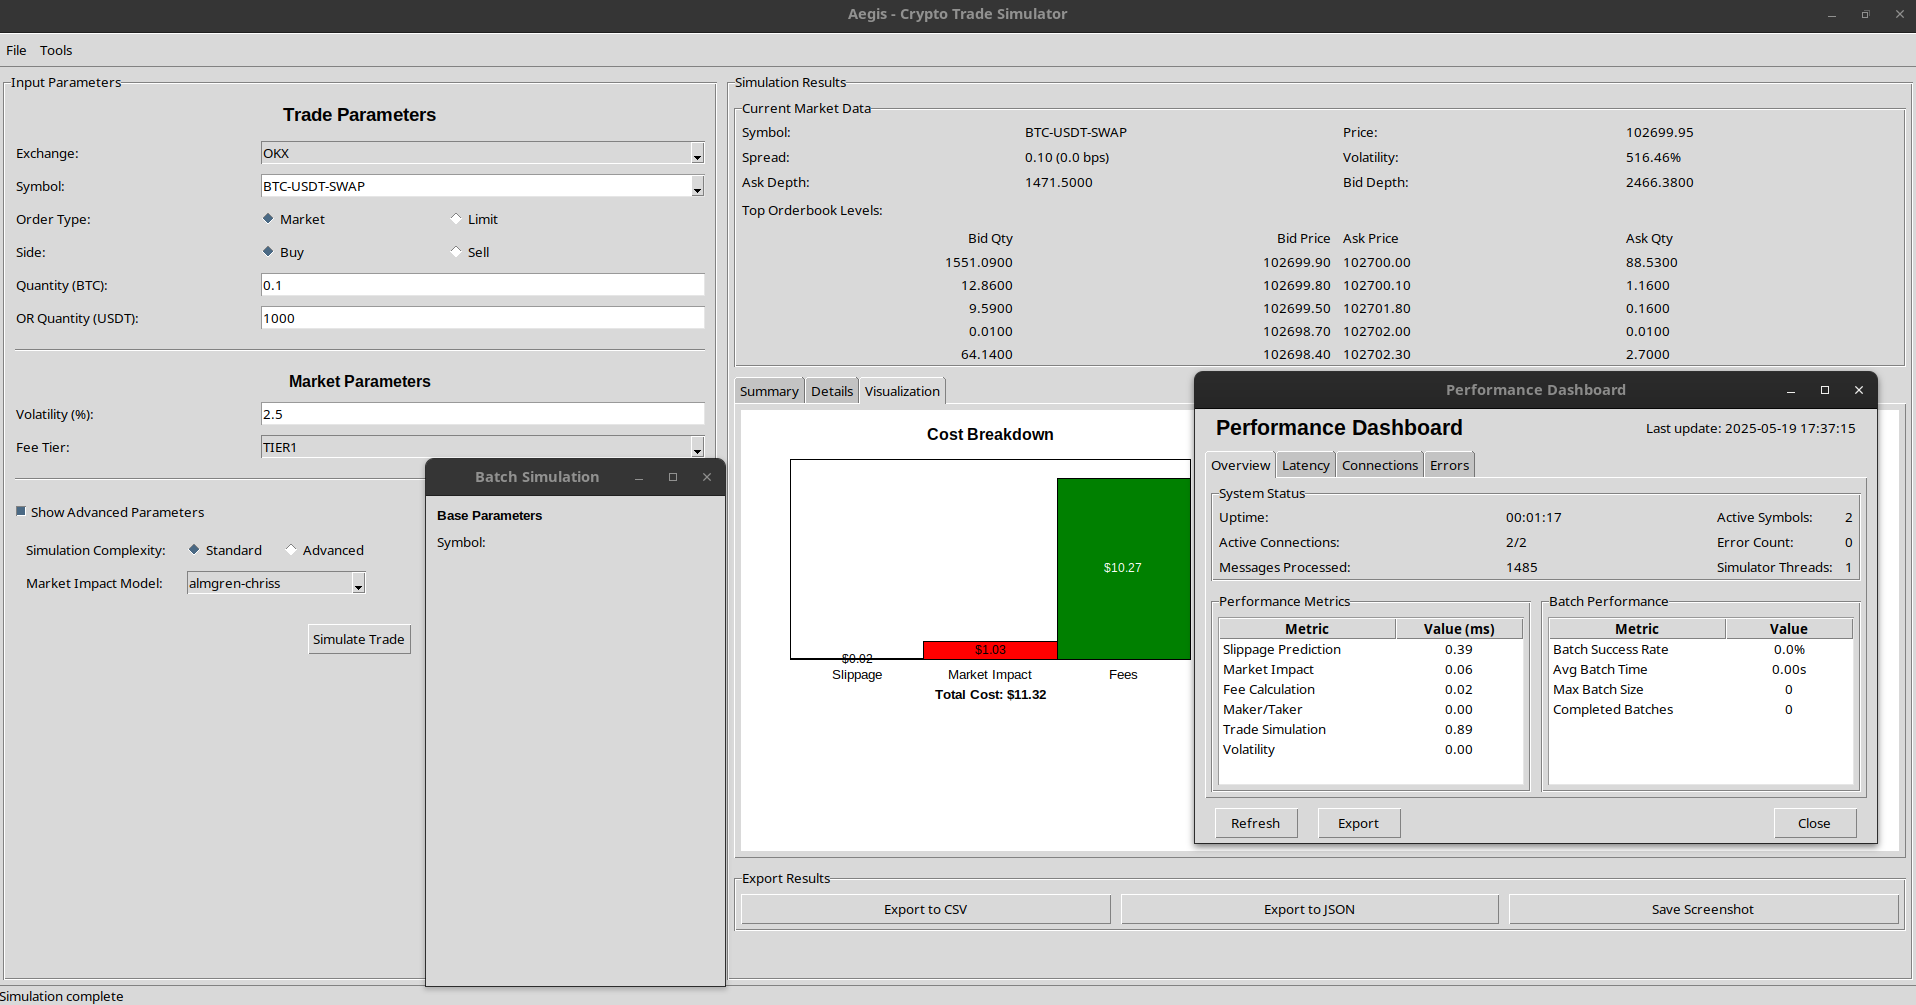 Aegis - Crypto Trade Simulator
File Tools
Input Parameters
Trade Parameters
Exchange: OKX
Symbol: BTC-USDT-SWAP
Order Type: Market Limit
Side: Buy Sell
Quantity (BTC): 0.1
OR Quantity (USDT): 1000
Market Parameters
Volatility (%): 2.5
Fee Tier: TIER1
Show Advanced Parameters
Simulation Complexity: Standard Advanced
Market Impact Model: almgren-chriss
Simulate Trade
Batch Simulation
Base Parameters
Symbol:
Simulation Results
Current Market Data
Symbol: BTC-USDT-SWAP Price: 102699.95
Spread: 0.10 (0.0 bps) Volatility: 516.46%
Ask Depth: 1471.5000 Bid Depth: 2466.3800
Top Orderbook Levels:
Bid Qty Bid Price Ask Price Ask Qty
1551.0900 102699.90 102700.00 88.5300
12.8600 102699.80 102700.10 1.1600
9.5900 102699.50 102701.80 0.1600
0.0100 102698.70 102702.00 0.0100
64.1400 102698.40 102702.30 2.7000
Summary Details Visualization
Cost Breakdown
$10.27
$1.03
$0.02
Slippage Market Impact Fees
Total Cost: $11.32
Performance Dashboard
Performance Dashboard Last update: 2025-05-19 17:37:15
Overview Latency Connections Errors
System Status
Uptime: 00:01:17 Active Symbols: 2
Active Connections: 2/2 Error Count: 0
Messages Processed: 1485 Simulator Threads: 1
Performance Metrics
Metric Value (ms)
Slippage Prediction 0.39
Market Impact 0.06
Fee Calculation 0.02
Maker/Taker 0.00
Trade Simulation 0.89
Volatility 0.00
Batch Performance
Metric Value
Batch Success Rate 0.0%
Avg Batch Time 0.00s
Max Batch Size 0
Completed Batches 0
Refresh Export Close
Export Results
Export to CSV Export to JSON Save Screenshot
Simulation complete